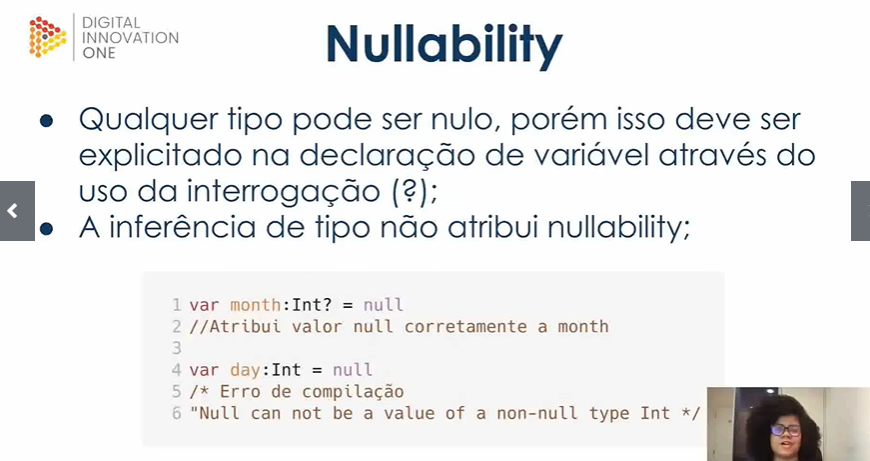 DIGITAL
INNOVATION
ONE
Nullability
● Qualquer tipo pode ser nulo, porém isso deve ser
explicitado na declaração de variável através do
uso da interrogação (?);
● A inferência de tipo não atribui nullability;
1 var month:Int? = null
2 //Atribui valor null corretamente a month
3
4 var day:Int = null
5 /* Erro de compilação
6 "Null can not be a value of a non-null type Int */